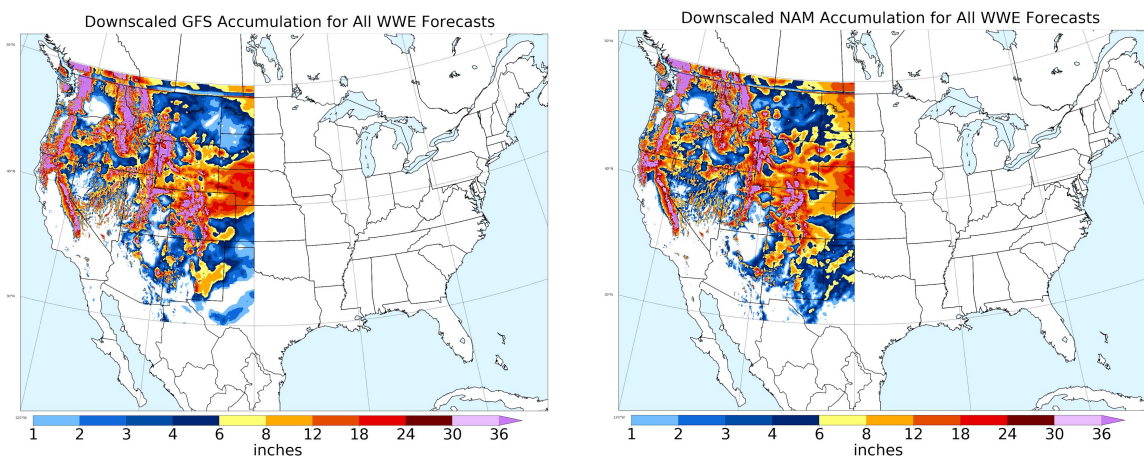 Downscaled GFS Accumulation for All WWE Forecasts
1 2 3 4 6 8 12 18 24 30 36
inches
Downscaled NAM Accumulation for All WWE Forecasts
1 2 3 4 6 8 12 18 24 30 36
inches